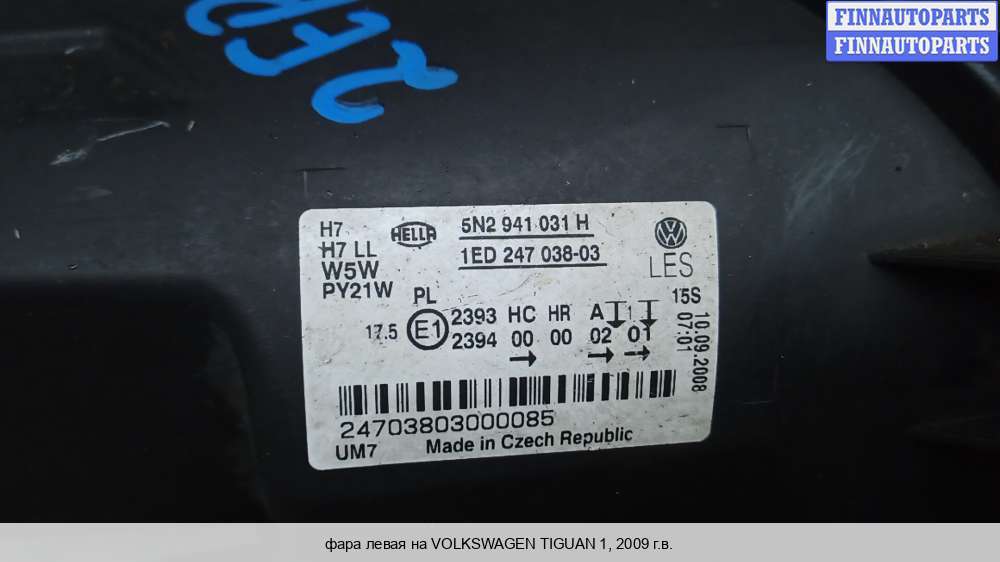 FINNAUTOPARTS
FINNAUTOPARTS
H7
H7 LL
W5W
PY21W
HELLA
5N2 941 031 H
1ED 247 038-03
VW
LES
PL
17.5 E1
2393 HC HR A 1
2394 00 00 02 01
15S
07:01
10.09.2008
24703803000085
UM7 Made in Czech Republic
фара левая на VOLKSWAGEN TIGUAN 1, 2009 г.в.